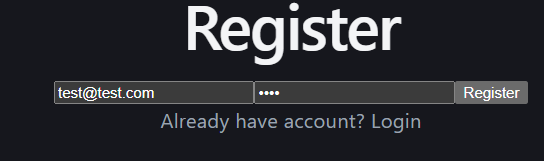 Register
test@test.com •••• Register
Already have account? Login